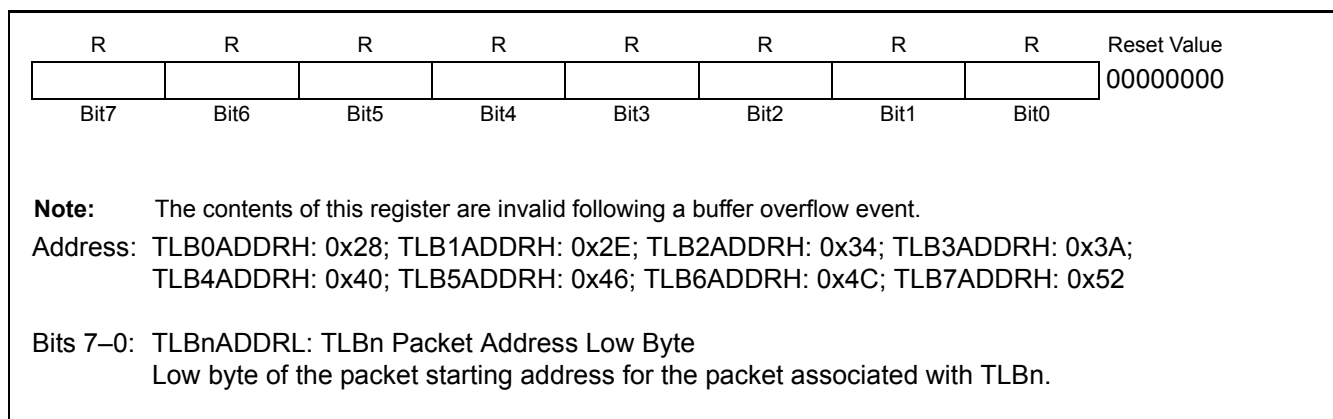 R R R R R R R R Reset Value
00000000
Bit7 Bit6 Bit5 Bit4 Bit3 Bit2 Bit1 Bit0
Note: The contents of this register are invalid following a buffer overflow event.
Address: TLB0ADDRH: 0x28; TLB1ADDRH: 0x2E; TLB2ADDRH: 0x34; TLB3ADDRH: 0x3A;
TLB4ADDRH: 0x40; TLB5ADDRH: 0x46; TLB6ADDRH: 0x4C; TLB7ADDRH: 0x52
Bits 7–0: TLBnADDRL: TLBn Packet Address Low Byte
Low byte of the packet starting address for the packet associated with TLBn.